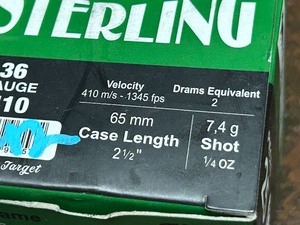 STERLING
36
GAUGE
410
Velocity
410 m/s - 1345 fps
Drams Equivalent
2
65 mm
Case Length
2½"
7,4 g
Shot
¼ OZ
Target